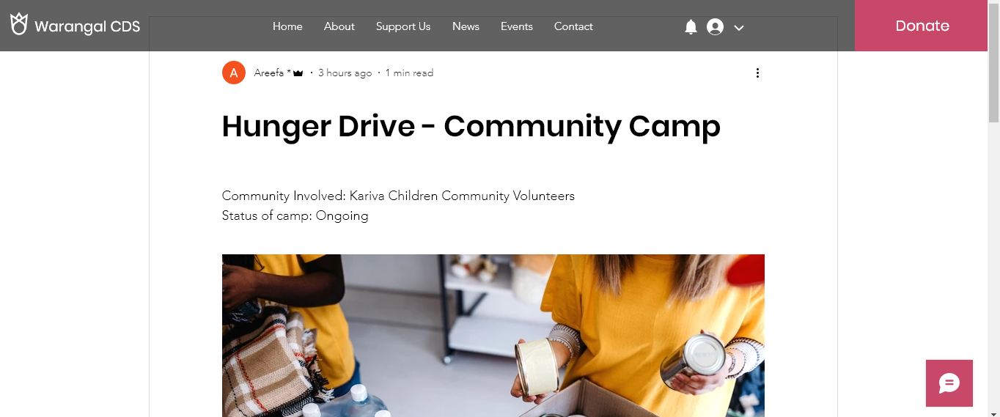 Warangal CDS
Home About Support Us News Events Contact
Donate
A
Areefa * · 3 hours ago · 1 min read
Hunger Drive - Community Camp
Community Involved: Kariva Children Community Volunteers
Status of camp: Ongoing